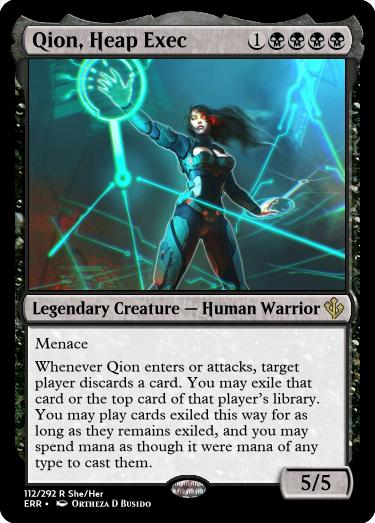 Qion, Heap Exec 1
Legendary Creature — Human Warrior
Menace
Whenever Qion enters or attacks, target
player discards a card. You may exile that
card or the top card of that player's library.
You may play cards exiled this way for as
long as they remains exiled, and you may
spend mana as though it were mana of any
type to cast them.
5/5
112/292 R She/Her
ERR • Ortheza D Busido